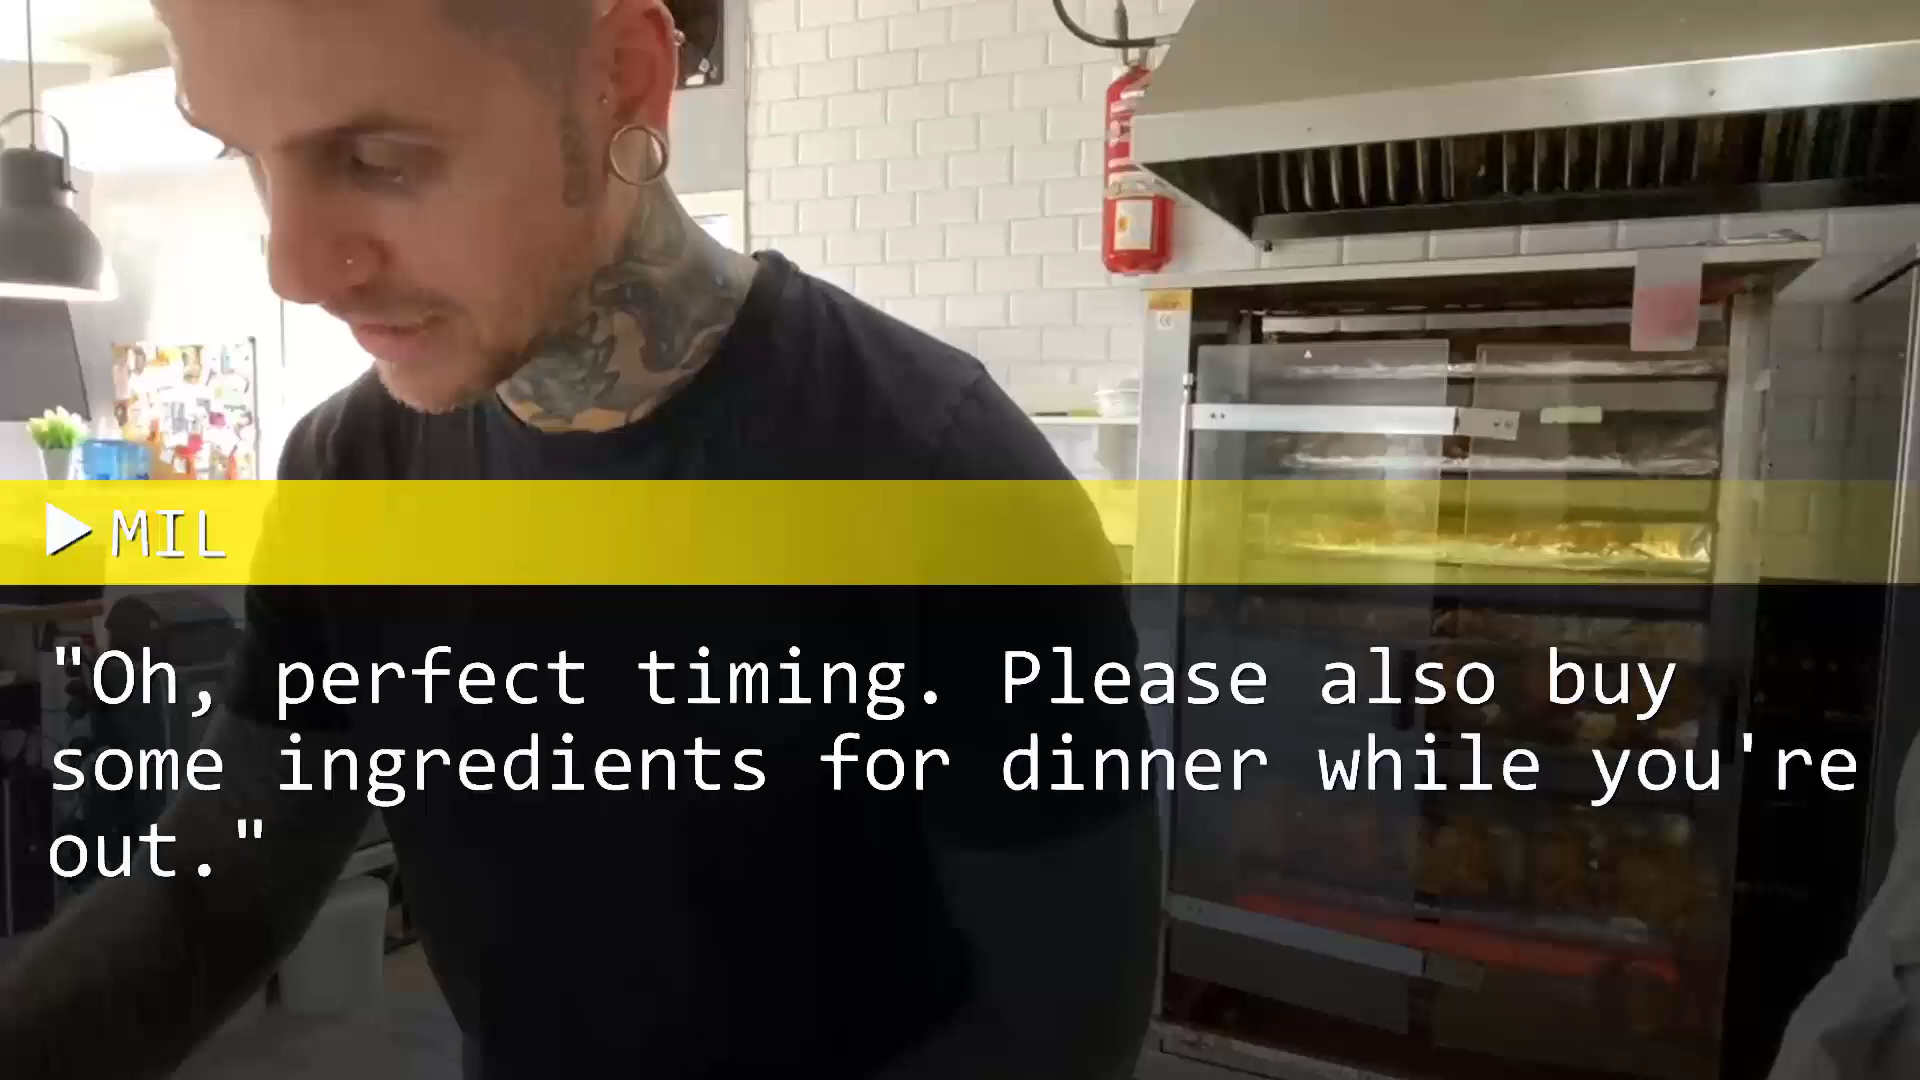 MIL
"Oh, perfect timing. Please also buy
some ingredients for dinner while you're
out."